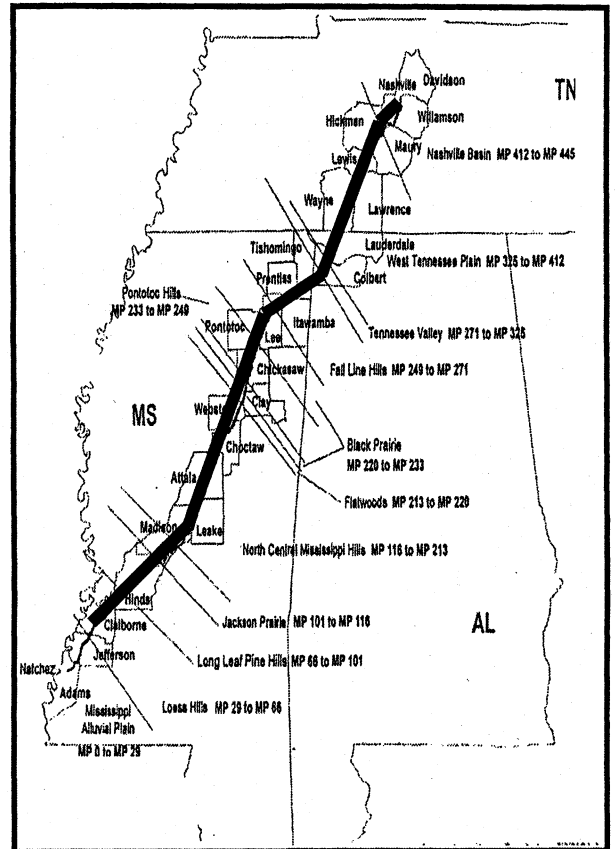 Nashville
Davidson
TN
Hickman
Williamson
Maury
Nashville Basin MP 412 to MP 445
Lewis
Wayne
Lawrence
Tishomingo
Lauderdale
West Tennessee Plain MP 325 to MP 412
Prentiss
Colbert
Pontotoc Hills
MP 233 to MP 249
Pontotoc
Itawamba
Lee
Tennessee Valley MP 271 to MP 325
Chickasaw
Fall Line Hills MP 249 to MP 271
MS
Webster
Clay
Choctaw
Black Prairie
MP 220 to MP 233
Attala
Flatwoods MP 213 to MP 220
Madison
Leake
North Central Mississippi Hills MP 116 to MP 213
Hinds
Claiborne
Jackson Prairie MP 101 to MP 116
AL
Jefferson
Long Leaf Pine Hills MP 66 to MP 101
Natchez
Adams
Loess Hills MP 29 to MP 66
Mississippi
Alluvial Plain
MP 0 to MP 29